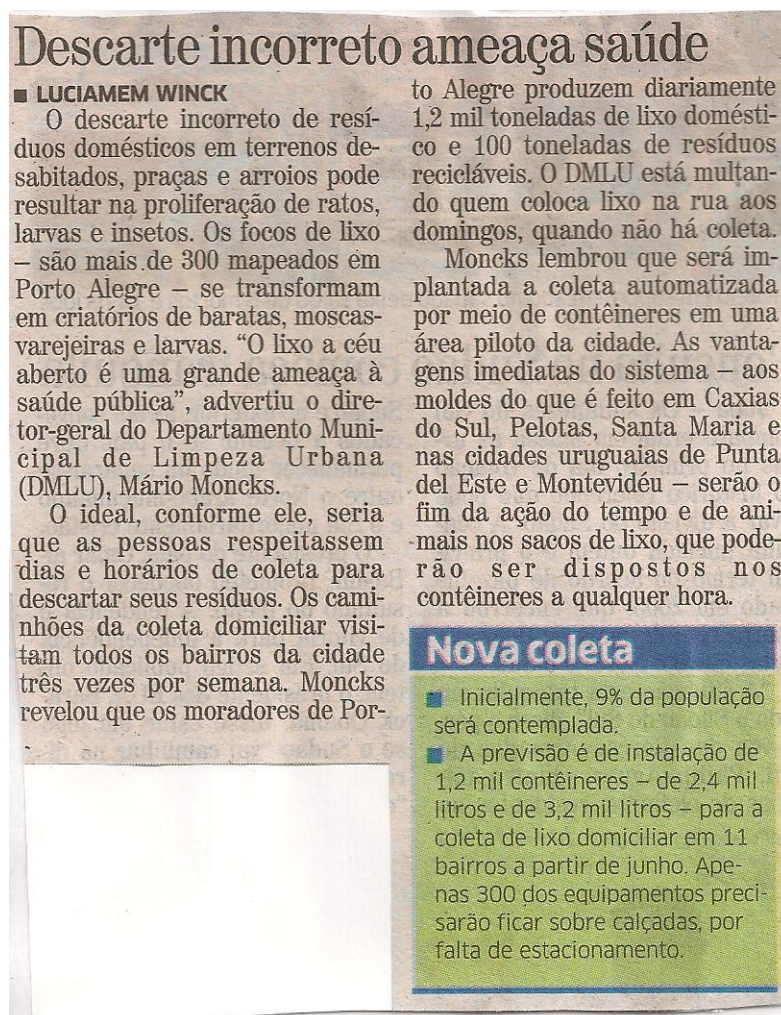 Descarte incorreto ameaça saúde
■ LUCIAMEM WINCK
O descarte incorreto de resí-
duos domésticos em terrenos de-
sabitados, praças e arroios pode
resultar na proliferação de ratos,
larvas e insetos. Os focos de lixo
– são mais de 300 mapeados em
Porto Alegre – se transformam
em criatórios de baratas, moscas-
varejeiras e larvas. “O lixo a céu
aberto é uma grande ameaça à
saúde pública”, advertiu o dire-
tor-geral do Departamento Muni-
cipal de Limpeza Urbana
(DMLU), Mário Moncks.
O ideal, conforme ele, seria
que as pessoas respeitassem
dias e horários de coleta para
descartar seus resíduos. Os cami-
nhões da coleta domiciliar visi-
tam todos os bairros da cidade
três vezes por semana. Moncks
revelou que os moradores de Por-
to Alegre produzem diariamente
1,2 mil toneladas de lixo domésti-
co e 100 toneladas de resíduos
recicláveis. O DMLU está multan-
do quem coloca lixo na rua aos
domingos, quando não há coleta.
Moncks lembrou que será im-
plantada a coleta automatizada
por meio de contêineres em uma
área piloto da cidade. As vanta-
gens imediatas do sistema – aos
moldes do que é feito em Caxias
do Sul, Pelotas, Santa Maria e
nas cidades uruguaias de Punta
del Este e Montevidéu – serão o
fim da ação do tempo e de ani-
mais nos sacos de lixo, que pode-
rão ser dispostos nos
contêineres a qualquer hora.
Nova coleta
■ Inicialmente, 9% da população
será contemplada.
■ A previsão é de instalação de
1,2 mil contêineres – de 2,4 mil
litros e de 3,2 mil litros – para a
coleta de lixo domiciliar em 11
bairros a partir de junho. Ape-
nas 300 dos equipamentos preci-
sarão ficar sobre calçadas, por
falta de estacionamento.